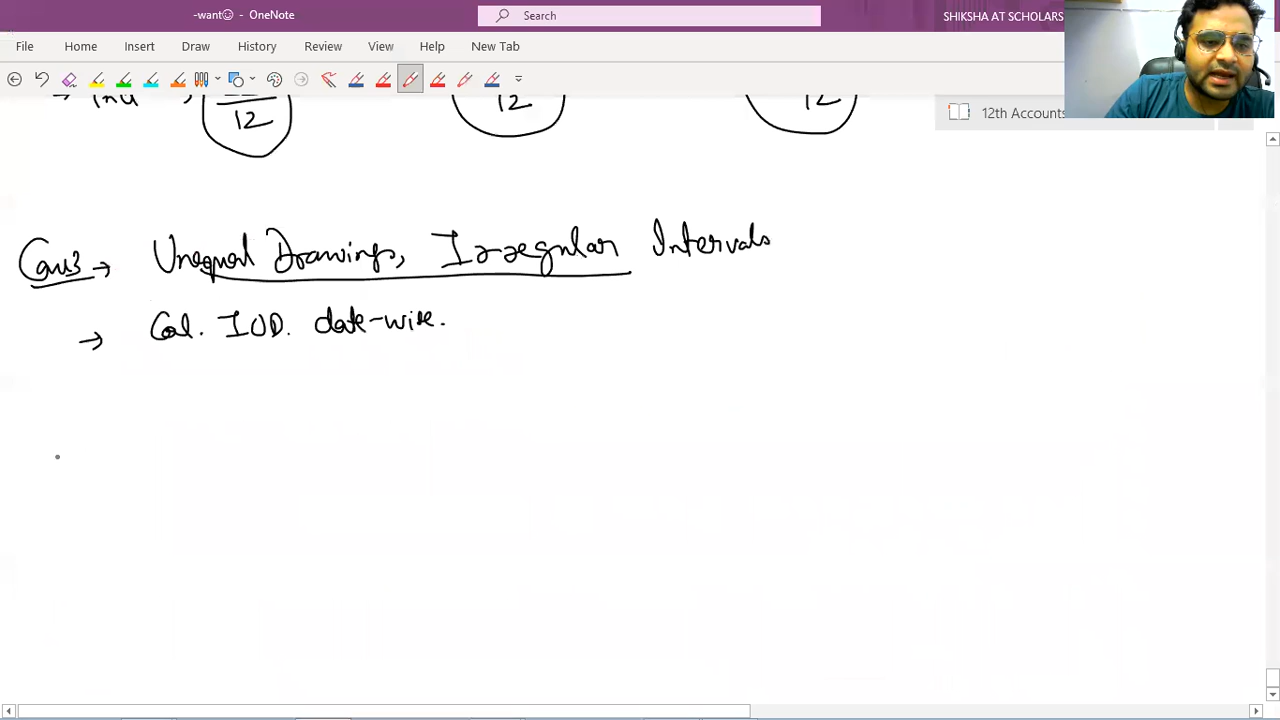 -want☺ - OneNote
Search
SHIKSHA AT SCHOLARS
File Home Insert Draw History Review View Help New Tab
12th Accounts
12 12 12
Case3 → Unequal Drawings, Irregular Intervals
→ Cal. IOD. date-wise.